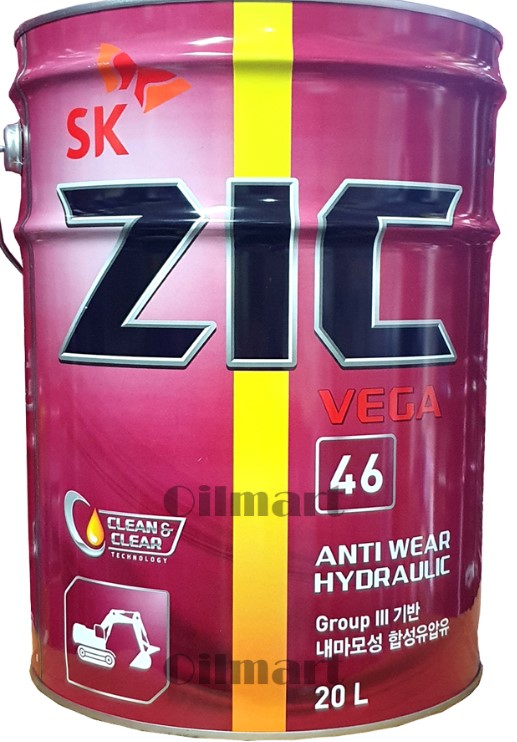 SK
ZIC
VEGA
46
Oilmart
CLEAN &
CLEAR
TECHNOLOGY
ANTI WEAR
HYDRAULIC
Group III 기반
내마모성 합성유압유
Oilmart
20 L